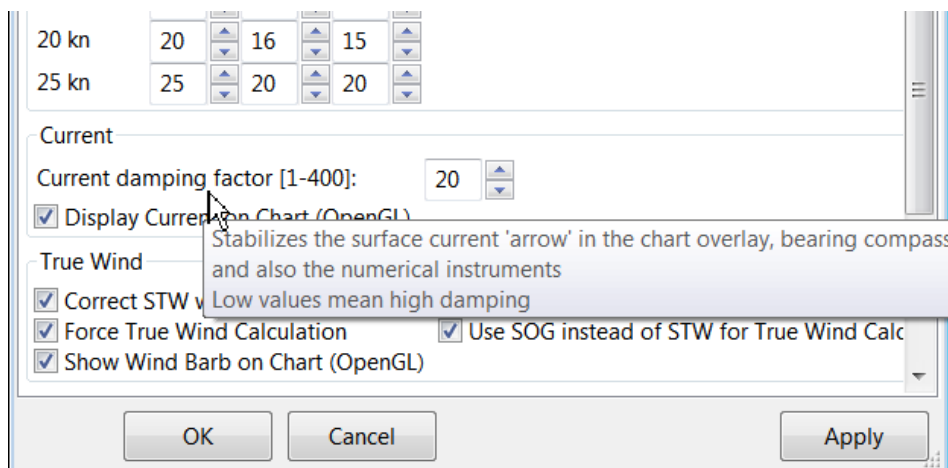 20 kn 20 16 15
25 kn 25 20 20
Current
Current damping factor [1-400]: 20
Display Current on Chart (OpenGL)
Stabilizes the surface current 'arrow' in the chart overlay, bearing compass
and also the numerical instruments
Low values mean high damping
True Wind
Correct STW
Force True Wind Calculation Use SOG instead of STW for True Wind Calc
Show Wind Barb on Chart (OpenGL)
OK Cancel Apply